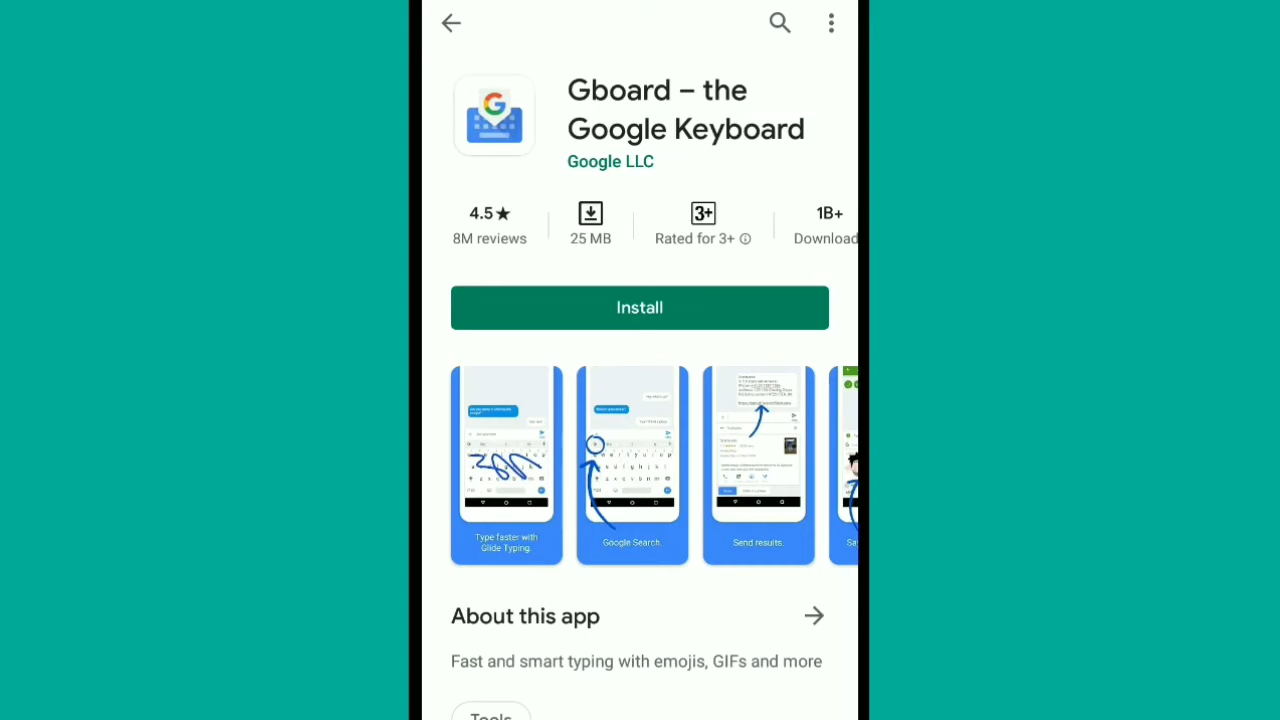 Gboard – the
Google Keyboard
Google LLC
4.5★
8M reviews
25 MB
3+
Rated for 3+
1B+
Download
Install
Type faster with
Glide Typing.
Google Search.
Send results.
About this app
Fast and smart typing with emojis, GIFs and more
Tools